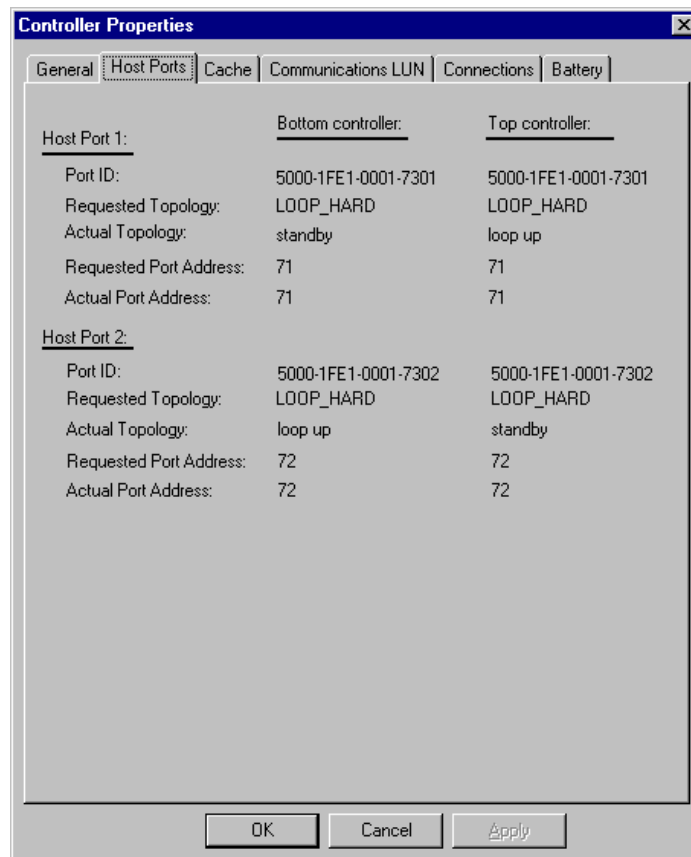 Controller Properties
General Host Ports Cache Communications LUN Connections Battery
Bottom controller: Top controller:
Host Port 1:
Port ID: 5000-1FE1-0001-7301 5000-1FE1-0001-7301
Requested Topology: LOOP_HARD LOOP_HARD
Actual Topology: standby loop up
Requested Port Address: 71 71
Actual Port Address: 71 71
Host Port 2:
Port ID: 5000-1FE1-0001-7302 5000-1FE1-0001-7302
Requested Topology: LOOP_HARD LOOP_HARD
Actual Topology: loop up standby
Requested Port Address: 72 72
Actual Port Address: 72 72
OK Cancel Apply